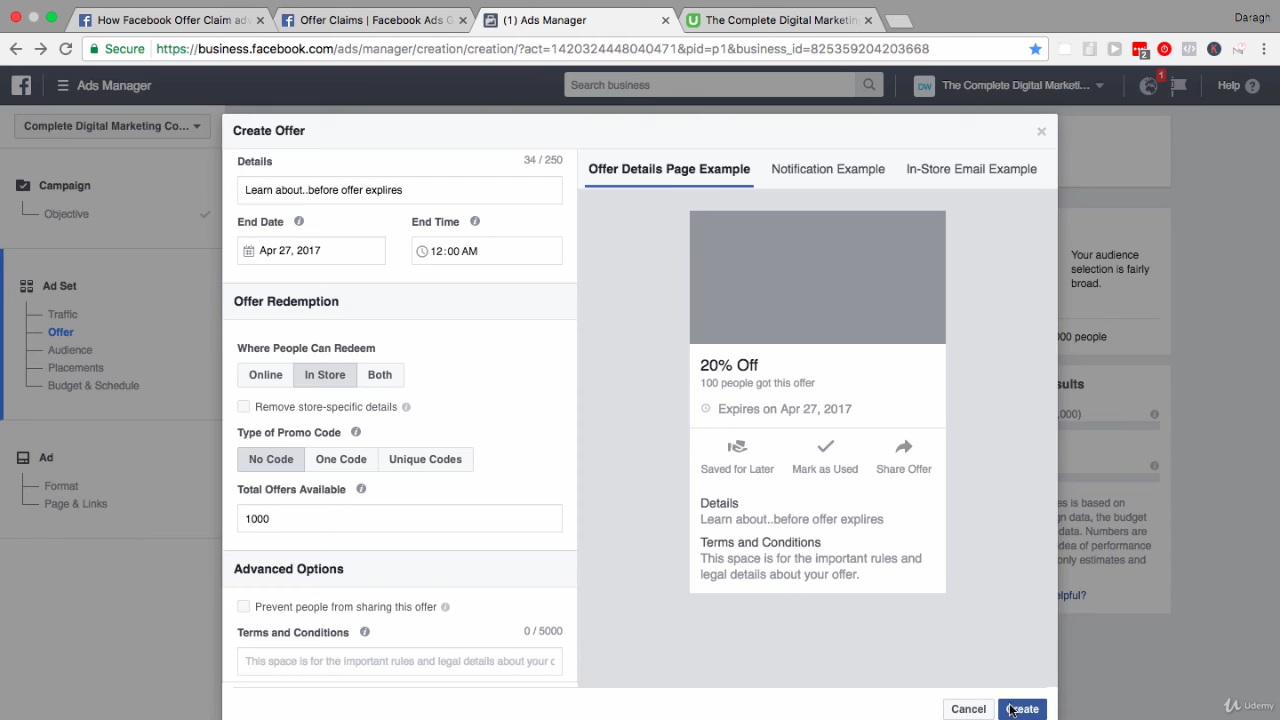 How Facebook Offer Claim adv
Offer Claims | Facebook Ads G
(1) Ads Manager
The Complete Digital Marketin
Daragh
Secure
https://business.facebook.com/ads/manager/creation/creation/?act=1420324448040471&pid=p1&business_id=825359204203668
2
K
Ads Manager
Search business
DW
The Complete Digital Marketi...
1
Help
Complete Digital Marketing Co...
Campaign
Objective
Ad Set
Traffic
Offer
Audience
Placements
Budget & Schedule
Ad
Format
Page & Links
Create Offer
Details
34 / 250
Learn about..before offer explires
End Date
End Time
Apr 27, 2017
12:00 AM
Offer Redemption
Where People Can Redeem
Online
In Store
Both
Remove store-specific details
Type of Promo Code
No Code
One Code
Unique Codes
Total Offers Available
1000
Advanced Options
Prevent people from sharing this offer
Terms and Conditions
0 / 5000
This space is for the important rules and legal details about your o
Offer Details Page Example
Notification Example
In-Store Email Example
20% Off
100 people got this offer
Expires on Apr 27, 2017
Saved for Later
Mark as Used
Share Offer
Details
Learn about..before offer explires
Terms and Conditions
This space is for the important rules and
legal details about your offer.
Cancel
Create
Your audience
selection is fairly
broad.
000 people
sults
,000)
es is based on
gn data, the budget
data. Numbers are
idea of performance
only estimates and
elpful?
Udemy